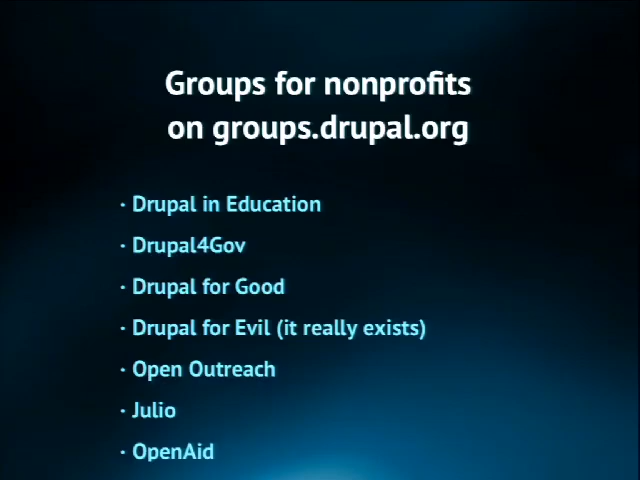 Groups for nonprofits
on groups.drupal.org
· Drupal in Education
· Drupal4Gov
· Drupal for Good
· Drupal for Evil (it really exists)
· Open Outreach
· Julio
· OpenAid